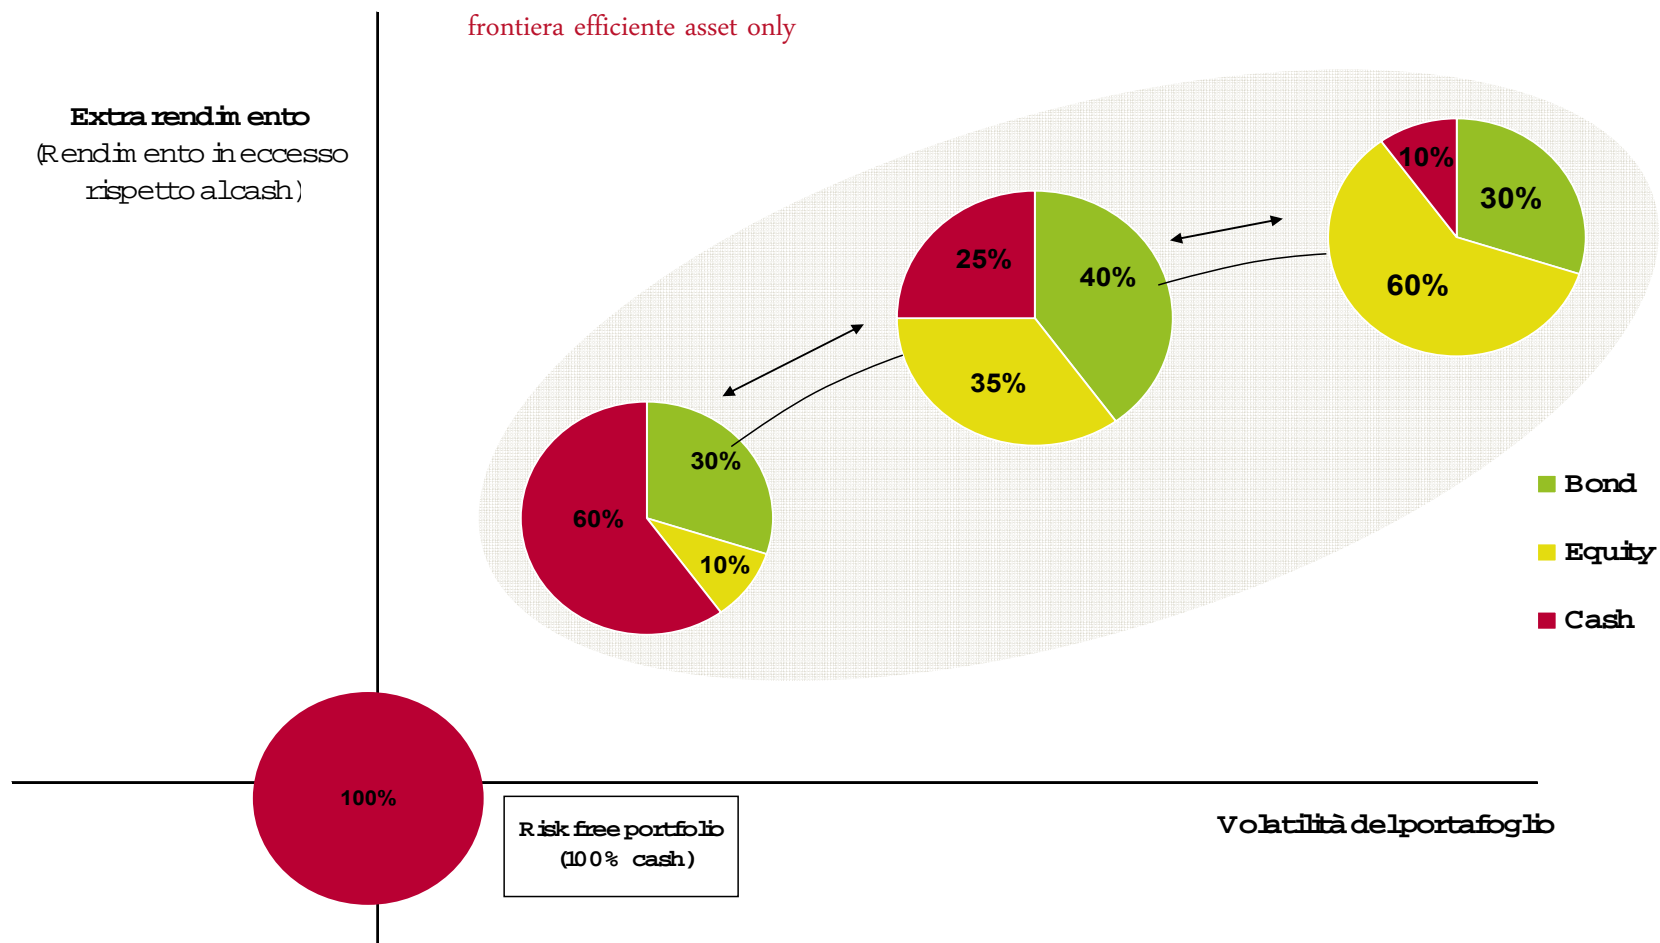 frontiera efficiente asset only
Extra rendimento
(Rendimento in eccesso
rispetto al cash)
10%
30%
60%
25%
40%
35%
30%
60%
10%
Bond
Equity
Cash
100%
Risk free portfolio
(100% cash)
Volatilità del portafoglio